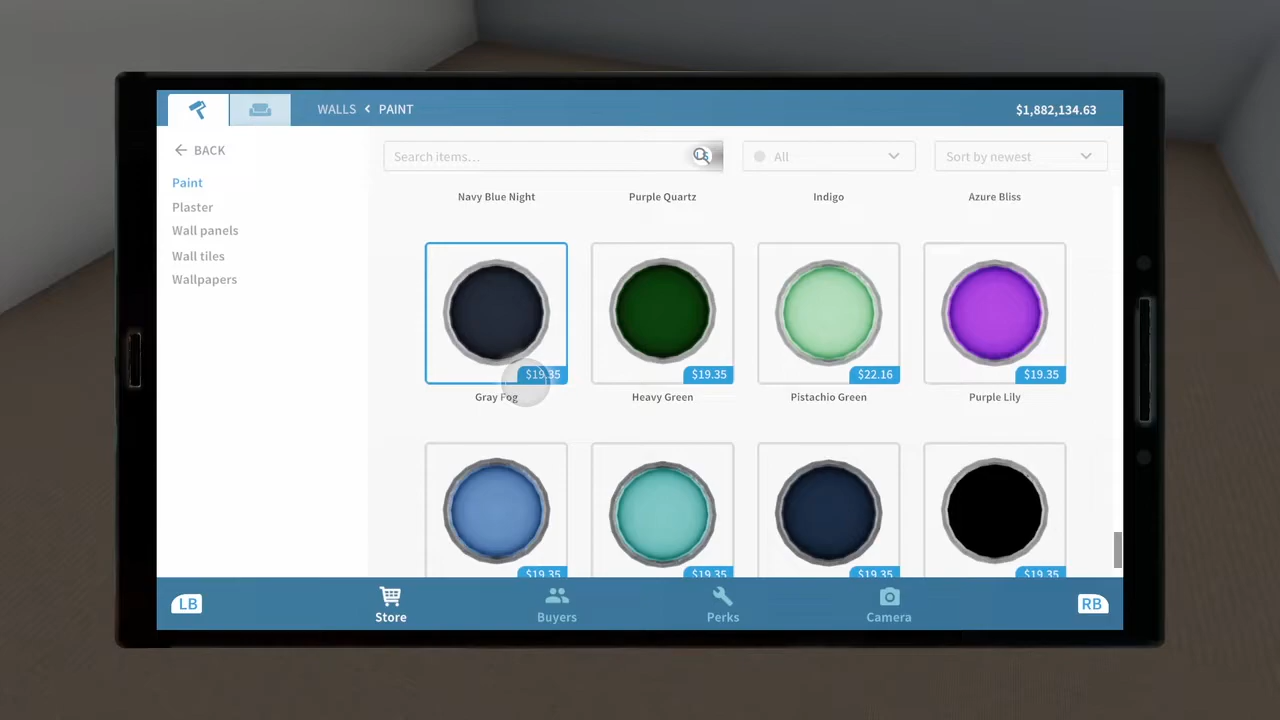 WALLS < PAINT
$1,882,134.63
BACK
Search items...
All
Sort by newest
Paint
Plaster
Wall panels
Wall tiles
Wallpapers
Navy Blue Night
Purple Quartz
Indigo
Azure Bliss
$19.35
$19.35
$22.16
$19.35
Gray Fog
Heavy Green
Pistachio Green
Purple Lily
$19.35
$19.35
$19.35
$19.35
LB
Store
Buyers
Perks
Camera
RB